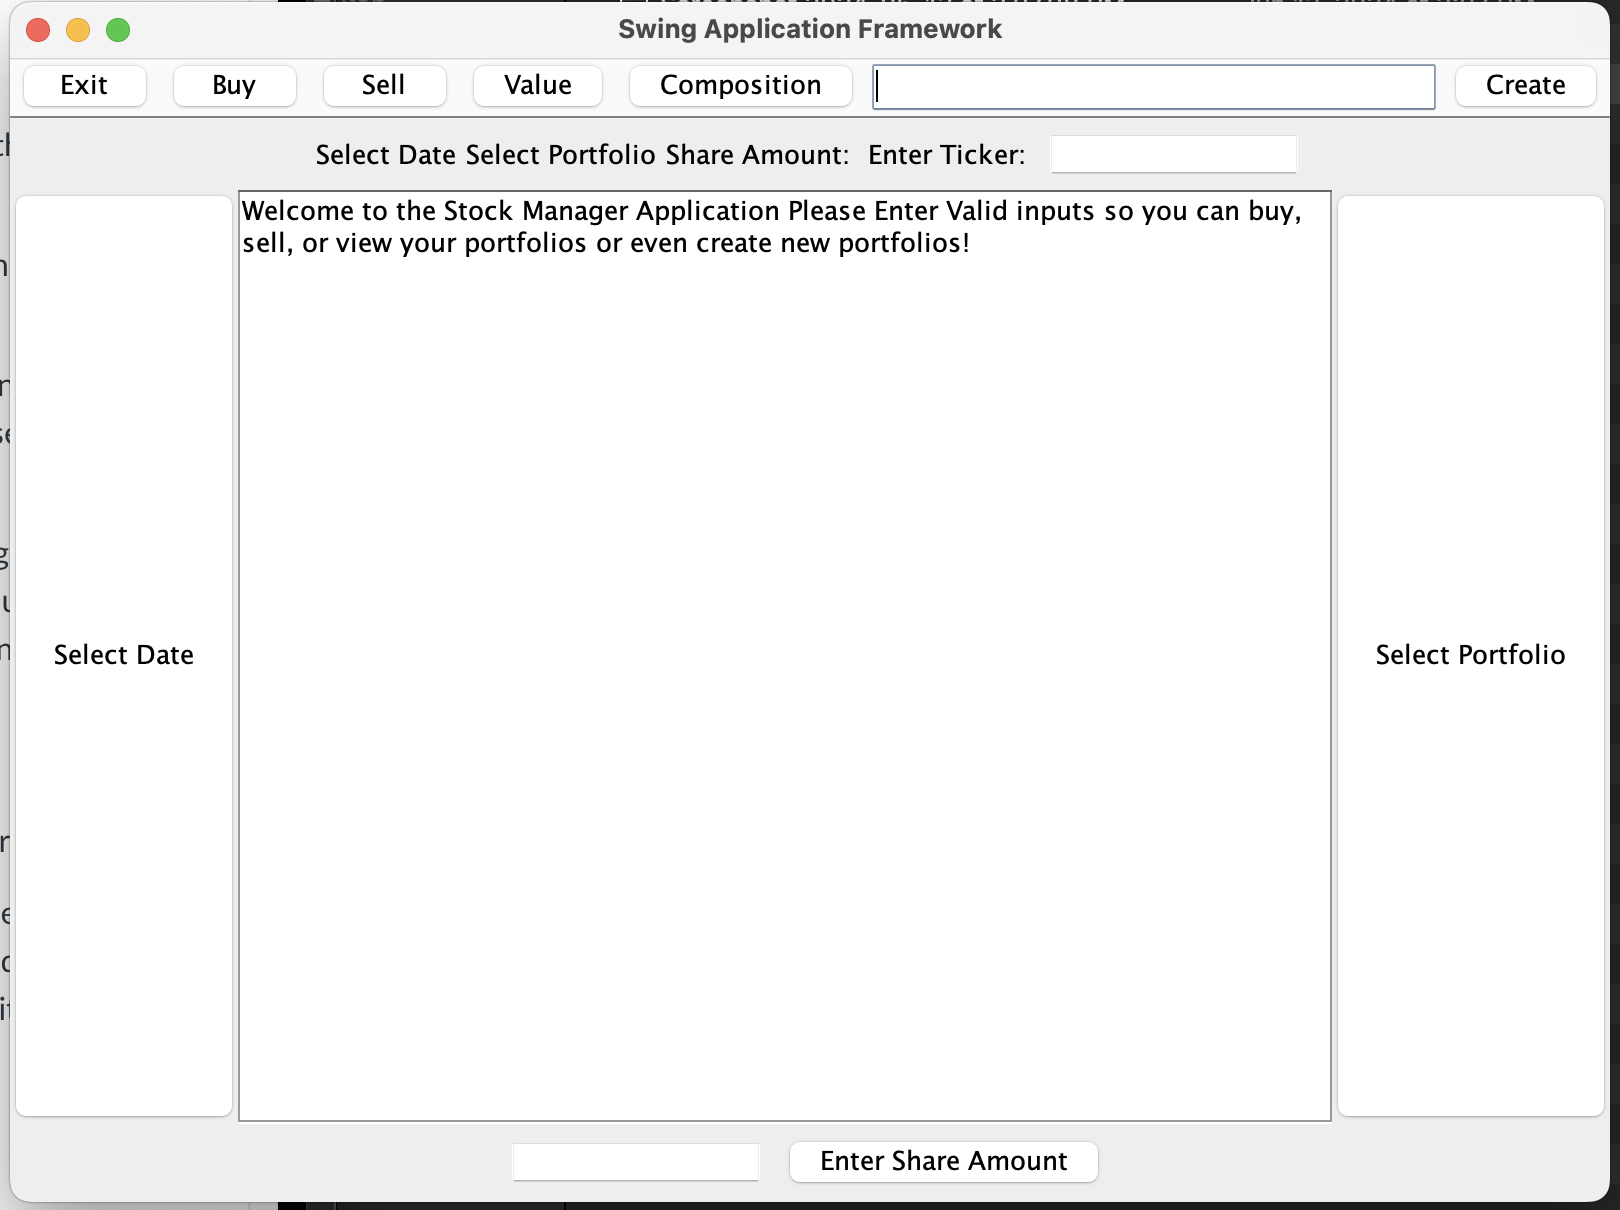 Swing Application Framework
Exit Buy Sell Value Composition Create
Select Date Select Portfolio Share Amount: Enter Ticker:
Welcome to the Stock Manager Application Please Enter Valid inputs so you can buy,
sell, or view your portfolios or even create new portfolios!
Select Date
Select Portfolio
Enter Share Amount